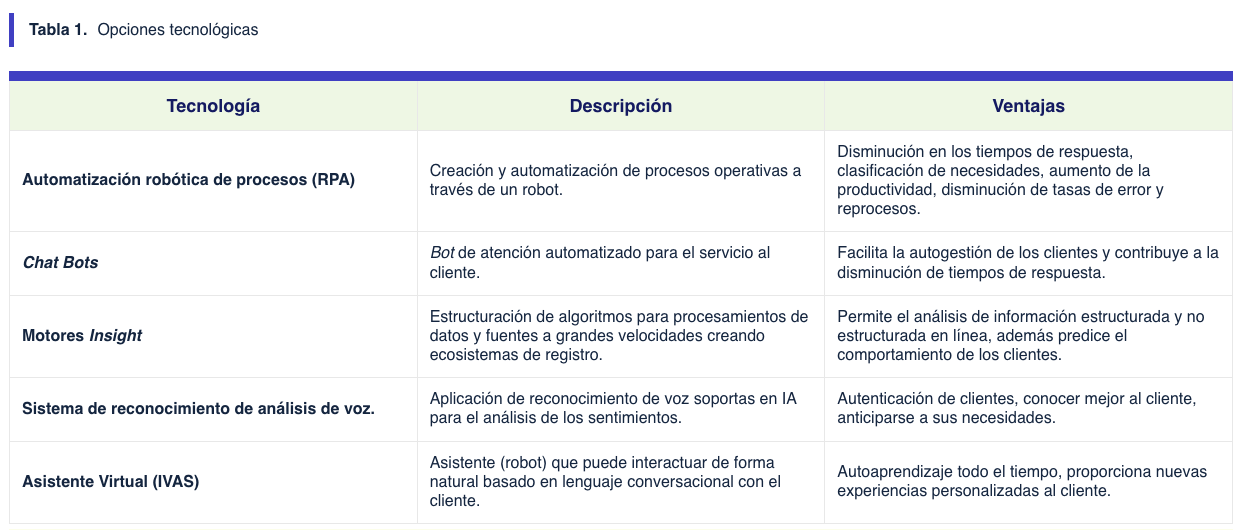 Tabla 1. Opciones tecnológicas
Tecnología
Descripción
Ventajas
Automatización robótica de procesos (RPA)
Creación y automatización de procesos operativas a
través de un robot.
Disminución en los tiempos de respuesta,
clasificación de necesidades, aumento de la
productividad, disminución de tasas de error y
reprocesos.
Chat Bots
Bot de atención automatizado para el servicio al
cliente.
Facilita la autogestión de los clientes y contribuye a la
disminución de tiempos de respuesta.
Motores Insight
Estructuración de algoritmos para procesamientos de
datos y fuentes a grandes velocidades creando
ecosistemas de registro.
Permite el análisis de información estructurada y no
estructurada en línea, además predice el
comportamiento de los clientes.
Sistema de reconocimiento de análisis de voz.
Aplicación de reconocimiento de voz soportas en IA
para el análisis de los sentimientos.
Autenticación de clientes, conocer mejor al cliente,
anticiparse a sus necesidades.
Asistente Virtual (IVAS)
Asistente (robot) que puede interactuar de forma
natural basado en lenguaje conversacional con el
cliente.
Autoaprendizaje todo el tiempo, proporciona nuevas
experiencias personalizadas al cliente.